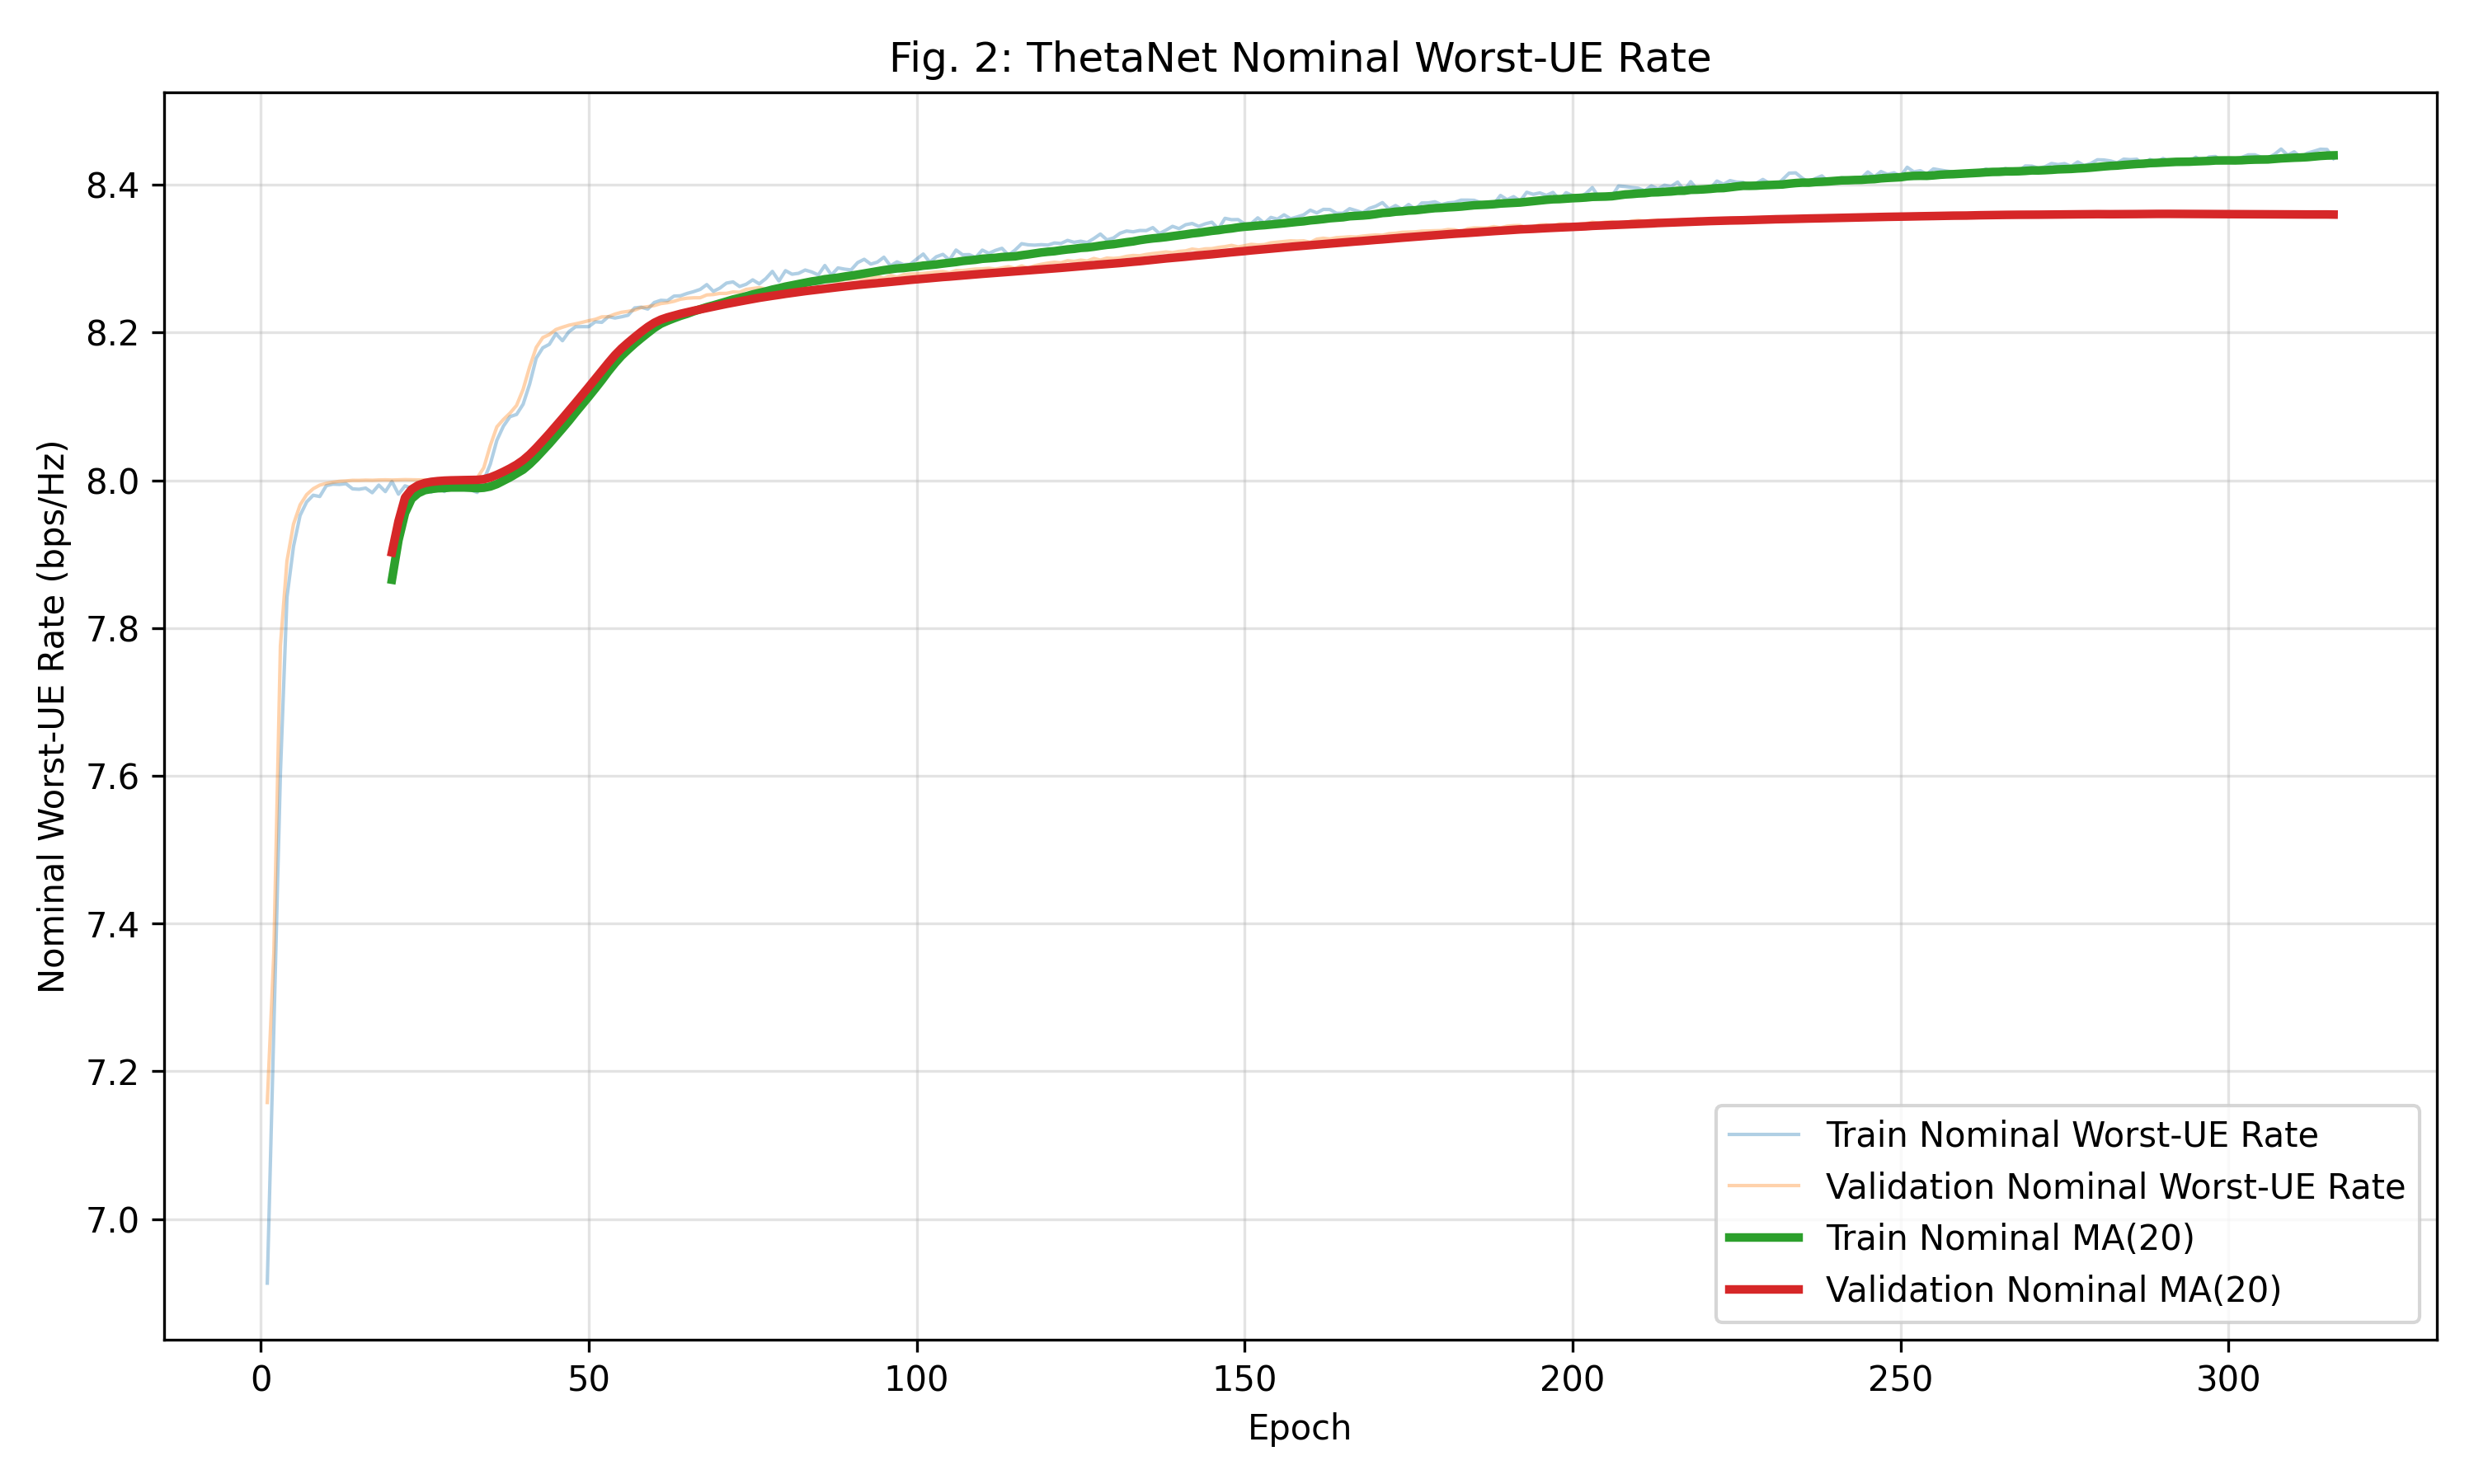 Fig. 2: ThetaNet Nominal Worst-UE Rate
Nominal Worst-UE Rate (bps/Hz)
8.4
8.2
8.0
7.8
7.6
7.4
7.2
7.0
0 50 100 150 200 250 300
Epoch
Train Nominal Worst-UE Rate
Validation Nominal Worst-UE Rate
Train Nominal MA(20)
Validation Nominal MA(20)